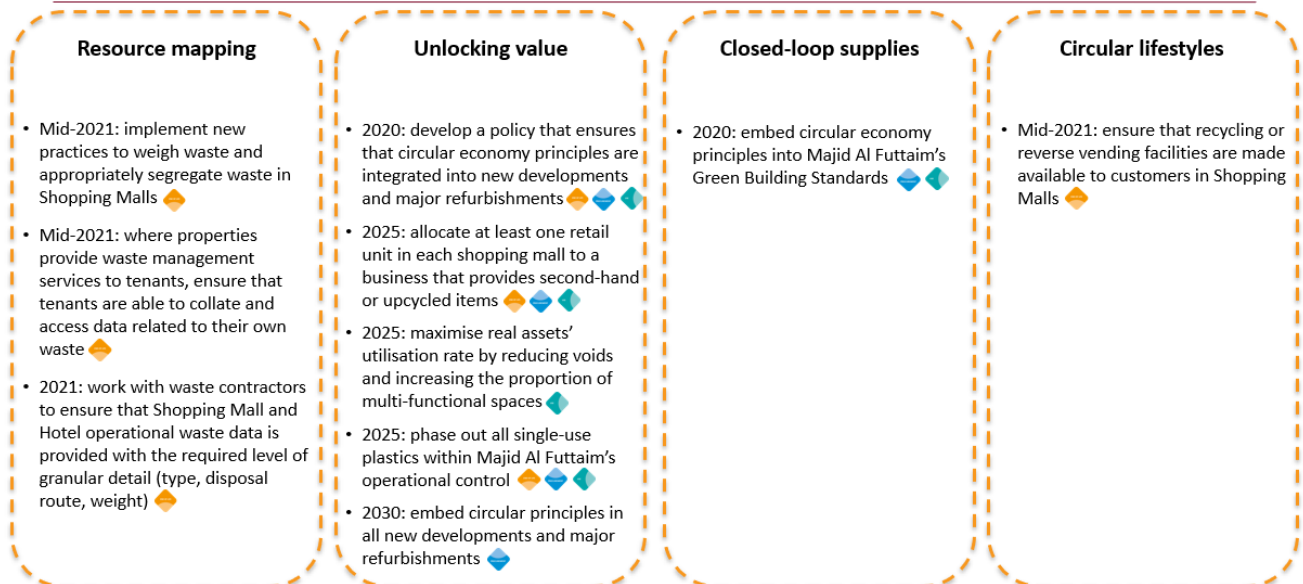 Resource mapping
• Mid-2021: implement new
practices to weigh waste and
appropriately segregate waste in
Shopping Malls
• Mid-2021: where properties
provide waste management
services to tenants, ensure that
tenants are able to collate and
access data related to their own
waste
• 2021: work with waste contractors
to ensure that Shopping Mall and
Hotel operational waste data is
provided with the required level of
granular detail (type, disposal
route, weight)
Unlocking value
• 2020: develop a policy that ensures
that circular economy principles are
integrated into new developments
and major refurbishments
• 2025: allocate at least one retail
unit in each shopping mall to a
business that provides second-hand
or upcycled items
• 2025: maximise real assets’
utilisation rate by reducing voids
and increasing the proportion of
multi-functional spaces
• 2025: phase out all single-use
plastics within Majid Al Futtaim’s
operational control
• 2030: embed circular principles in
all new developments and major
refurbishments
Closed-loop supplies
• 2020: embed circular economy
principles into Majid Al Futtaim’s
Green Building Standards
Circular lifestyles
• Mid-2021: ensure that recycling or
reverse vending facilities are made
available to customers in Shopping
Malls